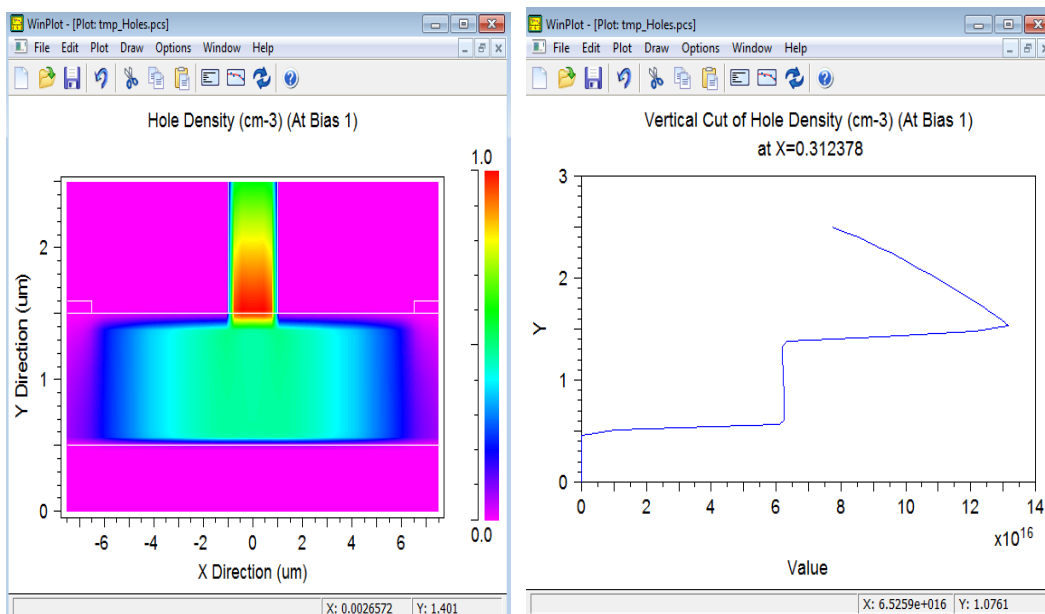 WinPlot - [Plot: tmp_Holes.pcs]
File Edit Plot Draw Options Window Help
Hole Density (cm-3) (At Bias 1)
1.0
2
1
0
Y Direction (um)
0.0
-6 -4 -2 0 2 4 6
X Direction (um)
X: 0.0026572 Y: 1.401
WinPlot - [Plot: tmp_Holes.pcs]
File Edit Plot Draw Options Window Help
Vertical Cut of Hole Density (cm-3) (At Bias 1)
at X=0.312378
3
2
Y
1
0
0 2 4 6 8 10 12 14
x10^16
Value
X: 6.5259e+016 Y: 1.0761